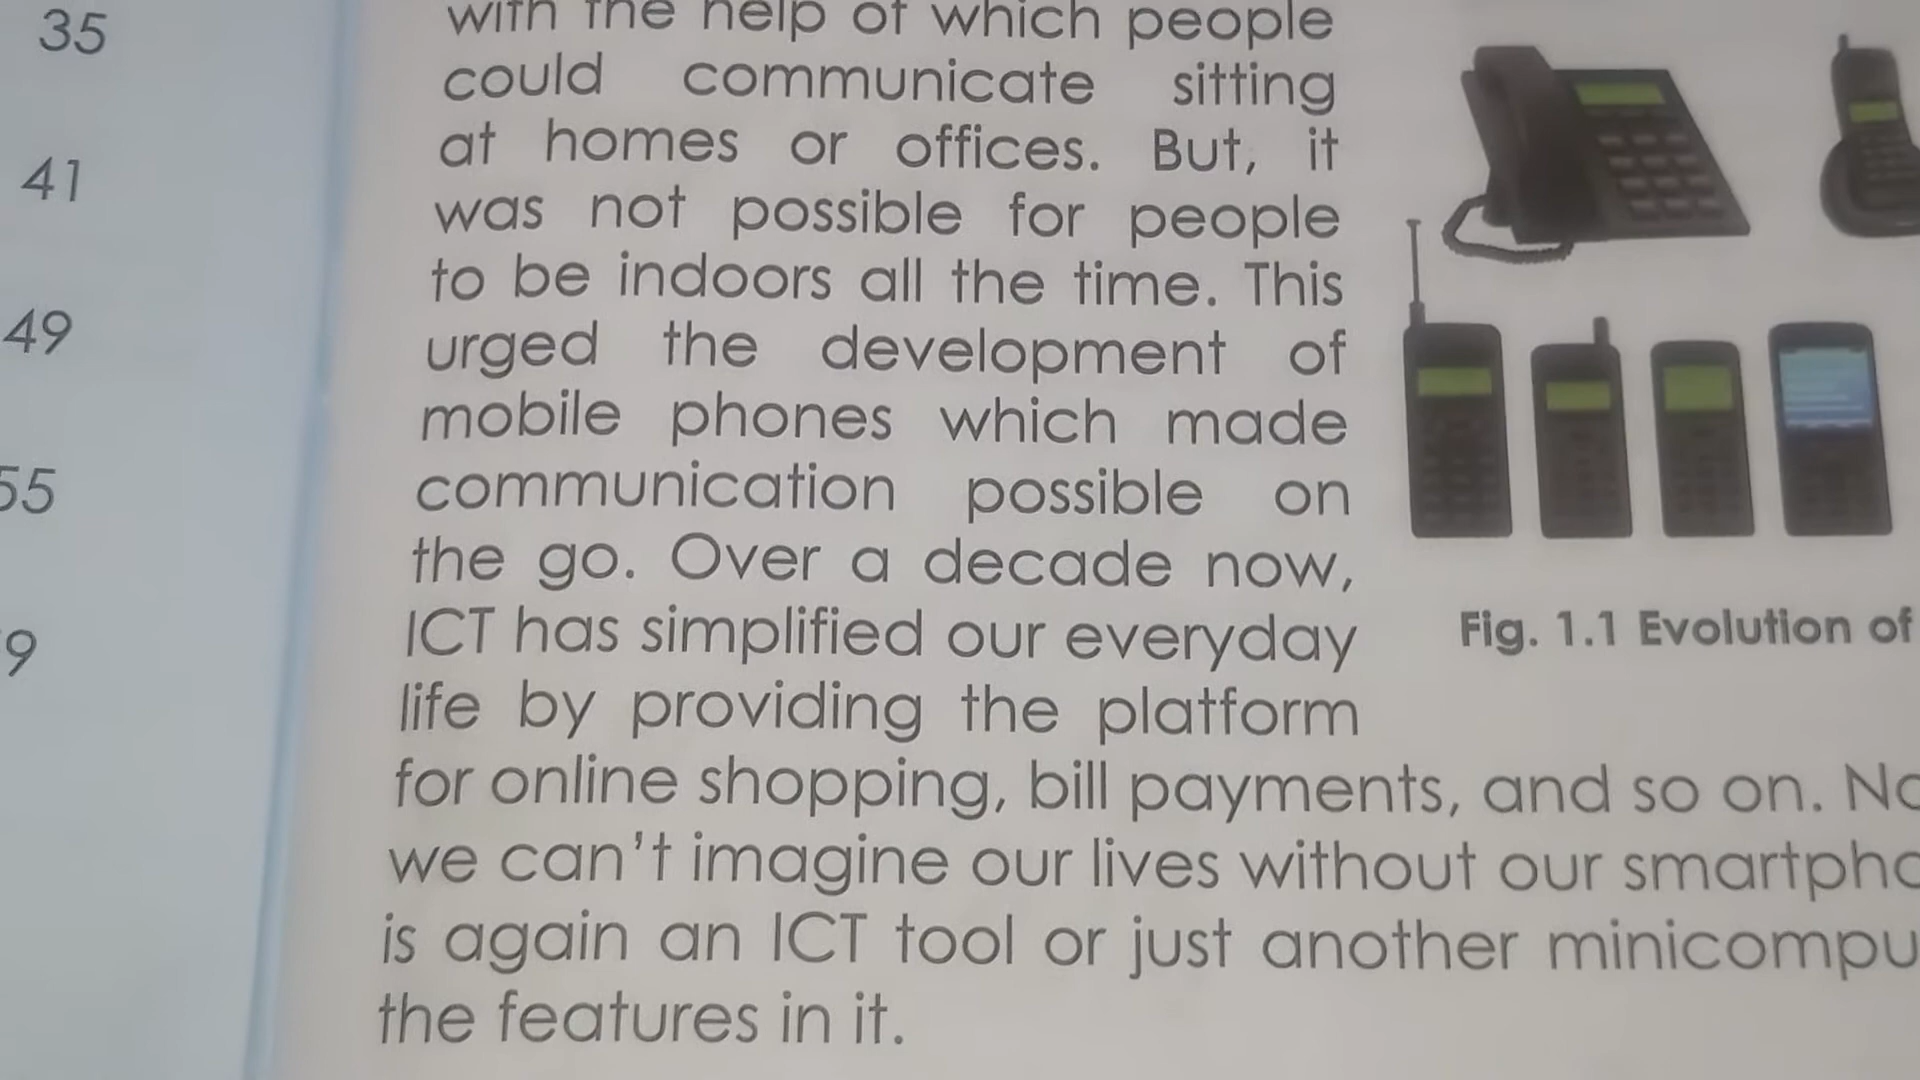 35
41
49
55
9
with the help of which people
could communicate sitting
at homes or offices. But, it
was not possible for people
to be indoors all the time. This
urged the development of
mobile phones which made
communication possible on
the go. Over a decade now,
ICT has simplified our everyday
life by providing the platform
for online shopping, bill payments, and so on.
we can't imagine our lives without our
is again an ICT tool or just another
the features in it.
Fig. 1.1 Evolution of